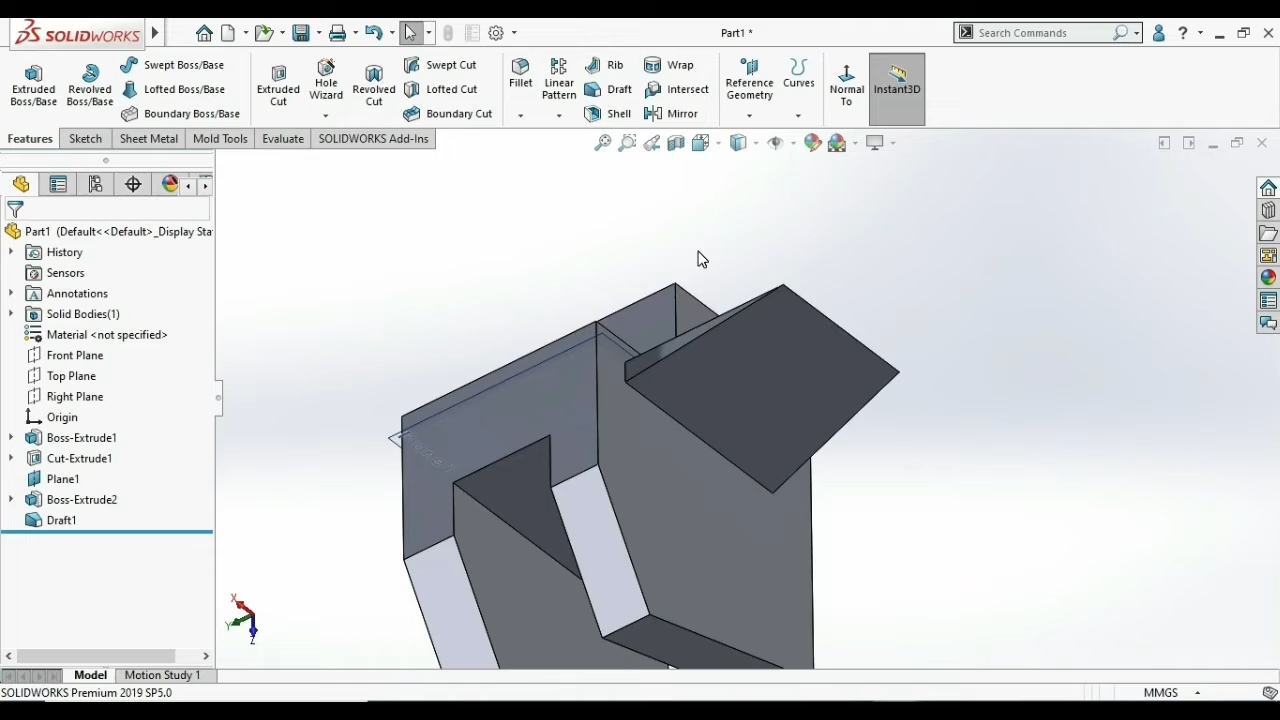 SOLIDWORKS
Part1 *
Search Commands
?
Extruded Boss/Base
Revolved Boss/Base
Swept Boss/Base
Lofted Boss/Base
Boundary Boss/Base
Extruded Cut
Hole Wizard
Revolved Cut
Swept Cut
Lofted Cut
Boundary Cut
Fillet
Linear Pattern
Rib
Draft
Shell
Wrap
Intersect
Mirror
Reference Geometry
Curves
Normal To
Instant3D
Features
Sketch
Sheet Metal
Mold Tools
Evaluate
SOLIDWORKS Add-Ins
Part1 (Default<<Default>_Display Sta
History
Sensors
Annotations
Solid Bodies(1)
Material <not specified>
Front Plane
Top Plane
Right Plane
Origin
Boss-Extrude1
Cut-Extrude1
Plane1
Boss-Extrude2
Draft1
X
Y
Z
Model
Motion Study 1
SOLIDWORKS Premium 2019 SP5.0
MMGS